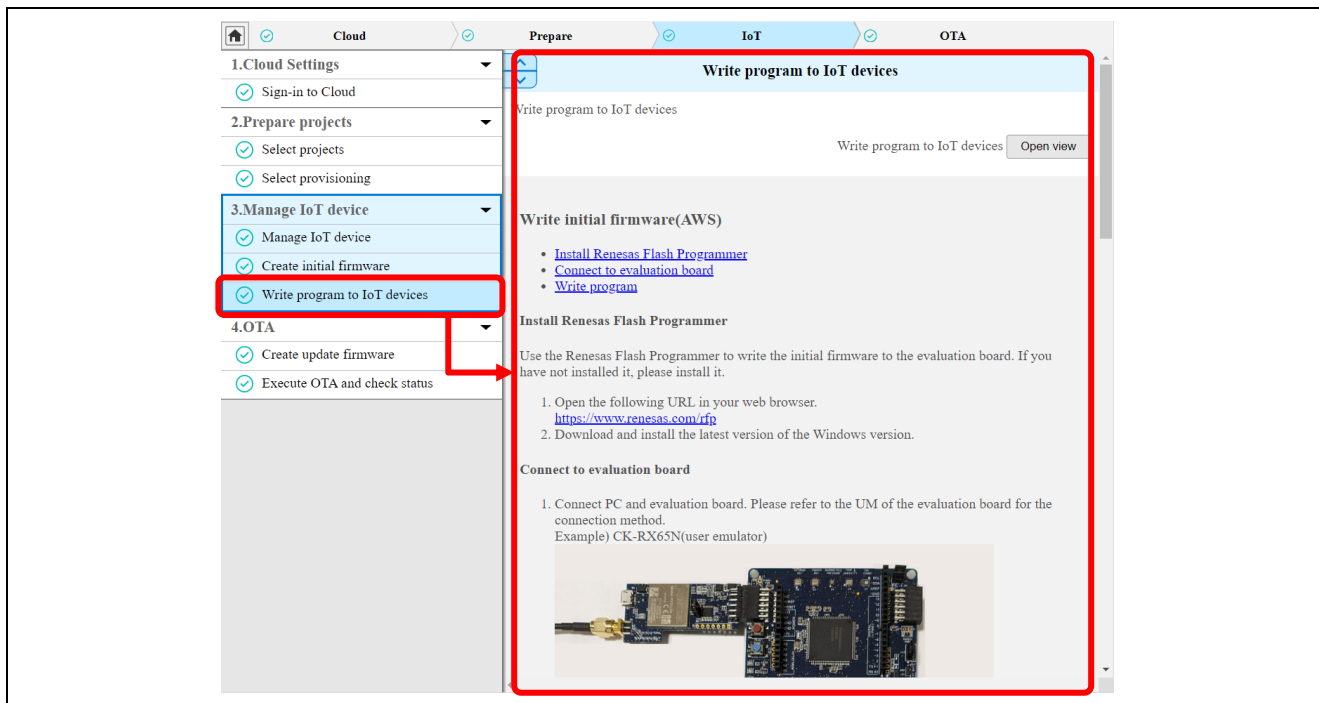 Cloud
Prepare
IoT
OTA
1.Cloud Settings
Sign-in to Cloud
2.Prepare projects
Select projects
Select provisioning
3.Manage IoT device
Manage IoT device
Create initial firmware
Write program to IoT devices
4.OTA
Create update firmware
Execute OTA and check status
Write program to IoT devices
Write program to IoT devices
Write program to IoT devices Open view
Write initial firmware(AWS)
• Install Renesas Flash Programmer
• Connect to evaluation board
• Write program
Install Renesas Flash Programmer
Use the Renesas Flash Programmer to write the initial firmware to the evaluation board. If you
have not installed it, please install it.
1. Open the following URL in your web browser.
https://www.renesas.com/rfp
2. Download and install the latest version of the Windows version.
Connect to evaluation board
1. Connect PC and evaluation board. Please refer to the UM of the evaluation board for the
connection method.
Example) CK-RX65N(user emulator)